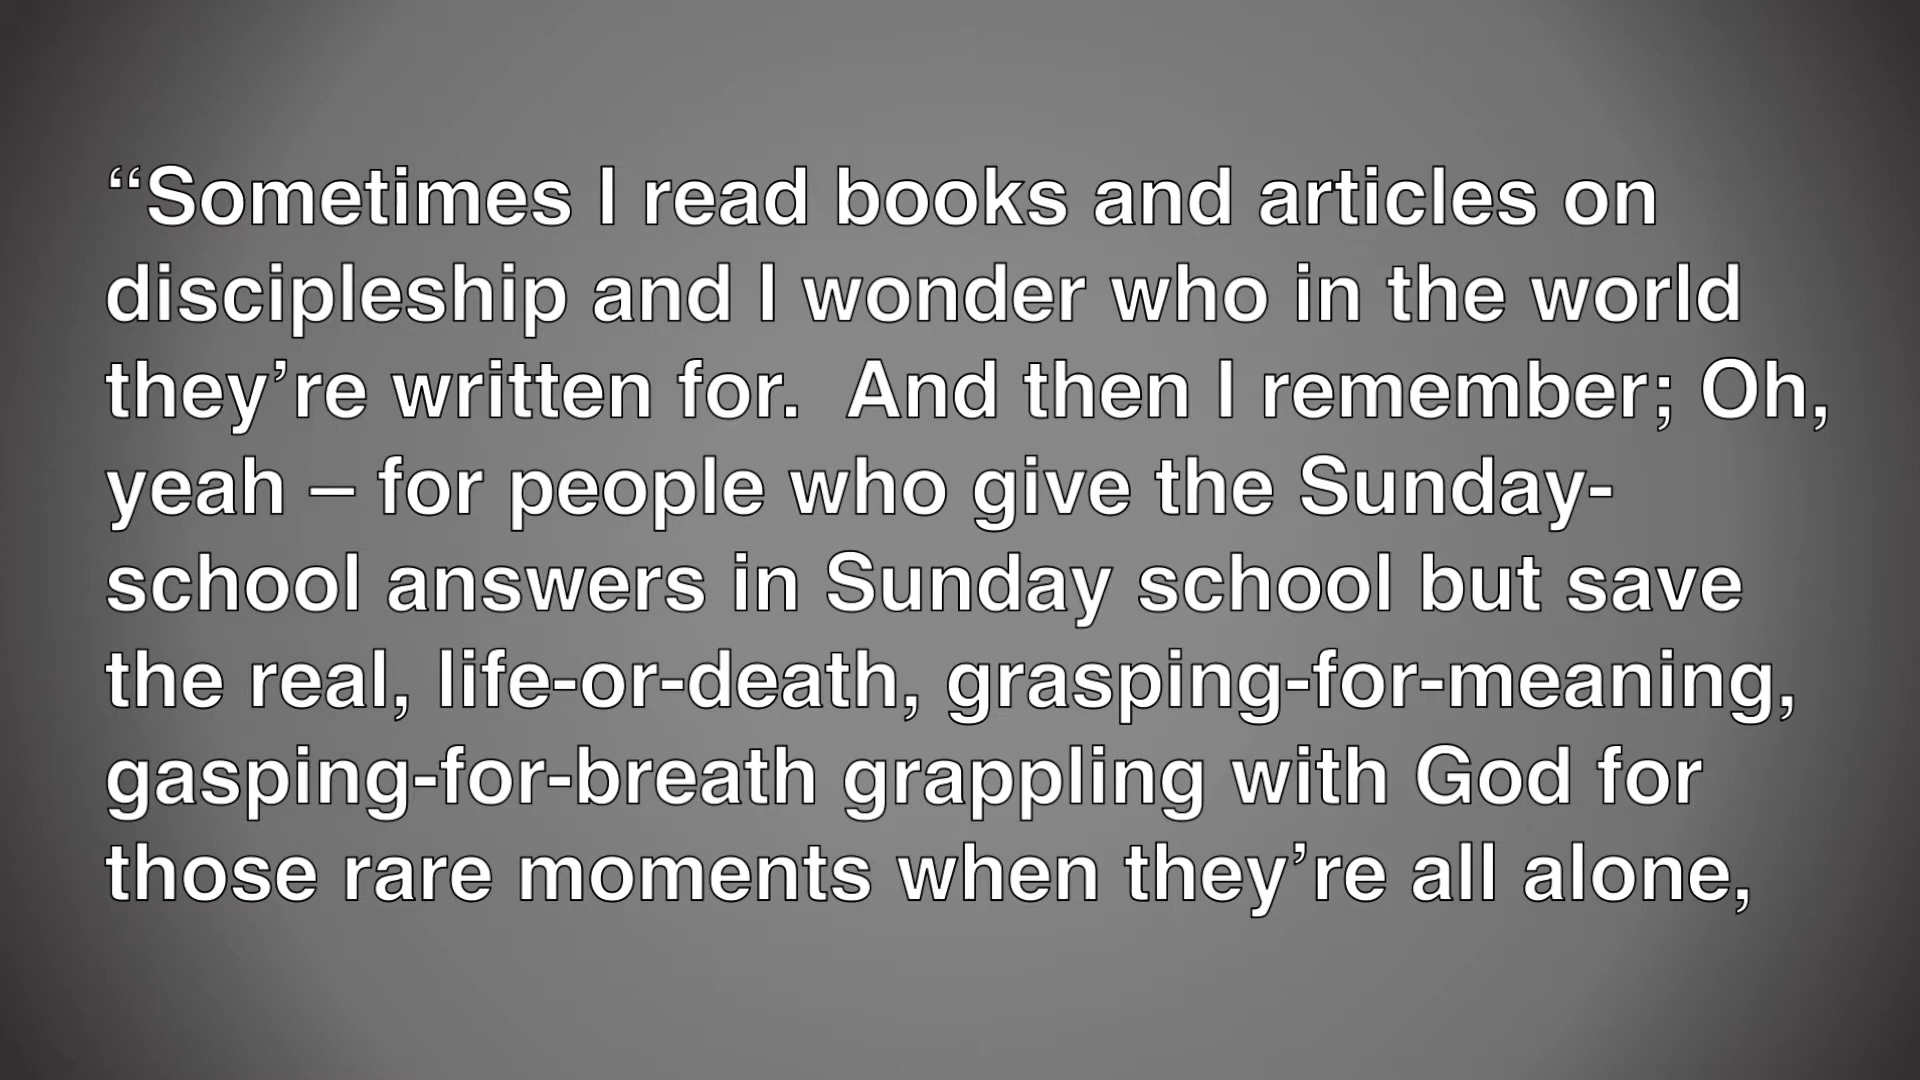 “Sometimes I read books and articles on
discipleship and I wonder who in the world
they’re written for.  And then I remember; Oh,
yeah – for people who give the Sunday-
school answers in Sunday school but save
the real, life-or-death, grasping-for-meaning,
gasping-for-breath grappling with God for
those rare moments when they’re all alone,